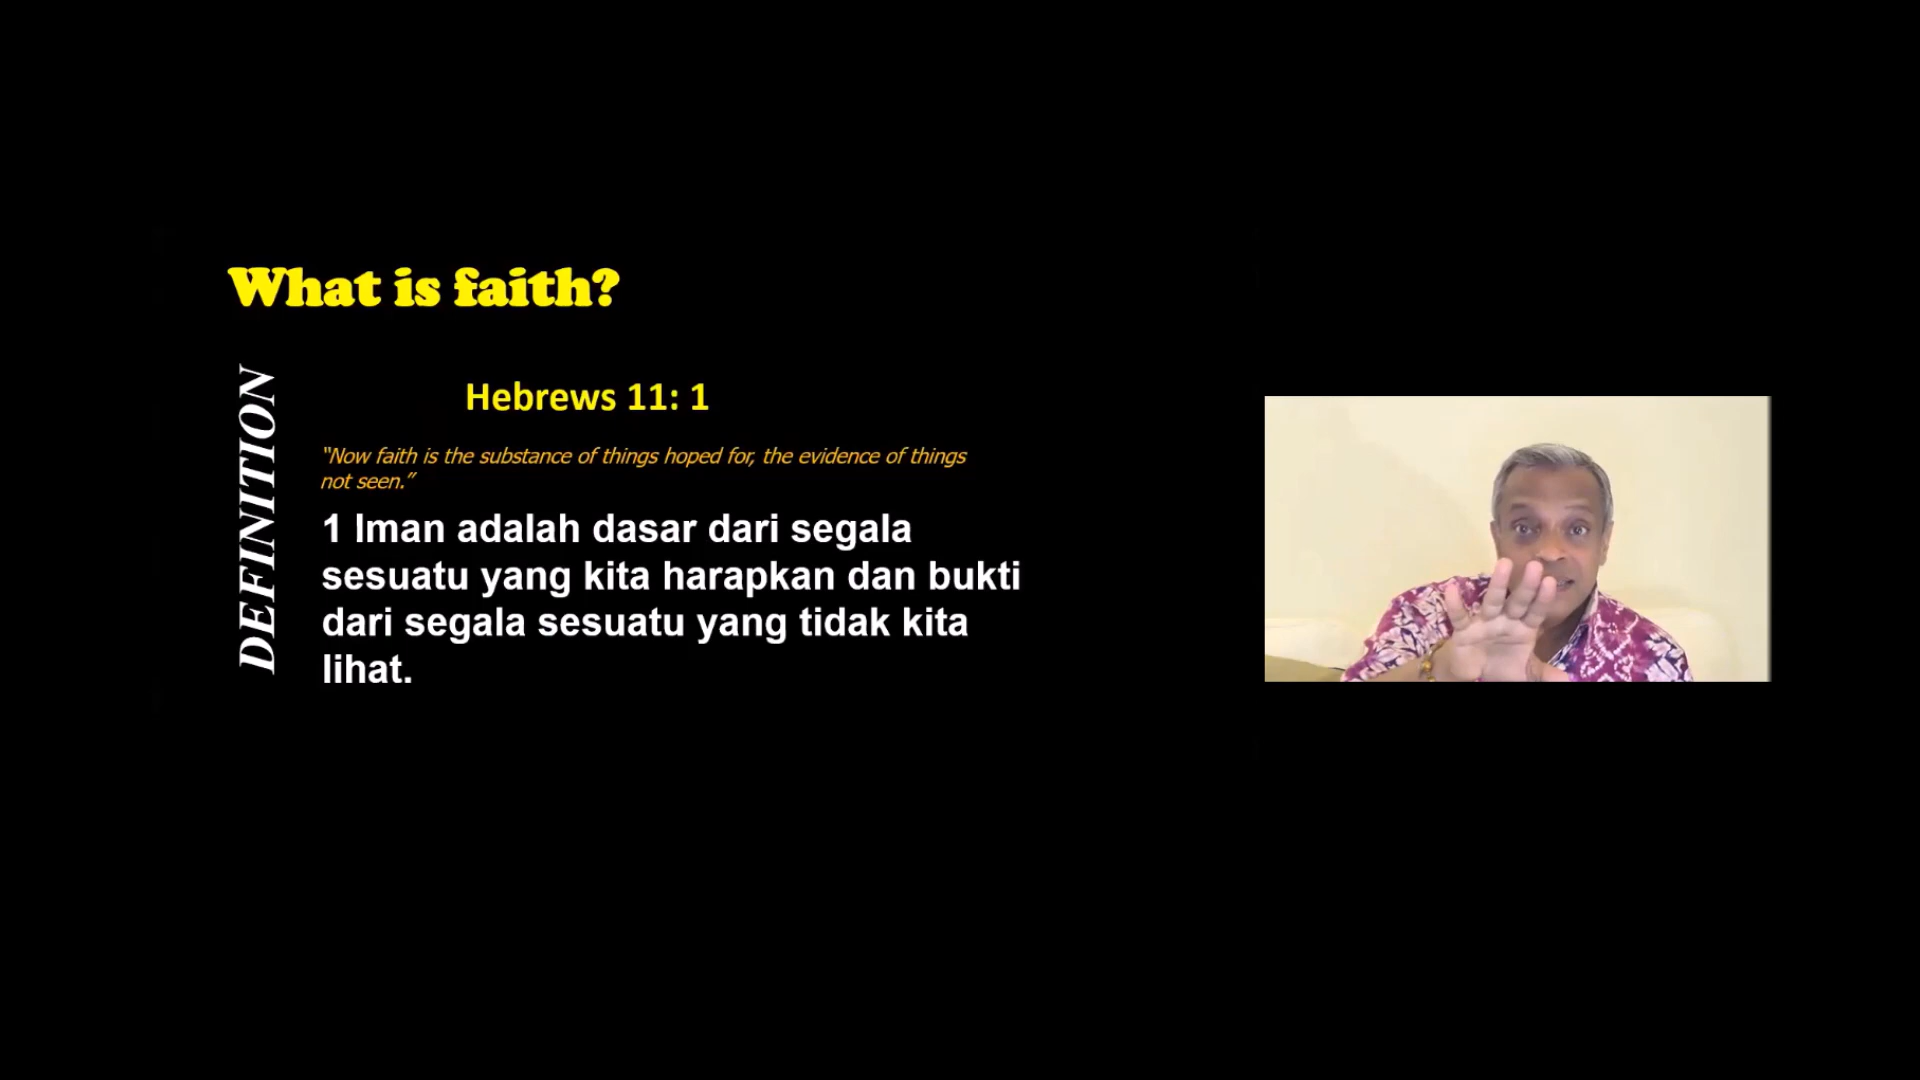 What is faith?
DEFINITION
Hebrews 11: 1
“Now faith is the substance of things hoped for, the evidence of things
not seen.”
1 Iman adalah dasar dari segala
sesuatu yang kita harapkan dan bukti
dari segala sesuatu yang tidak kita
lihat.